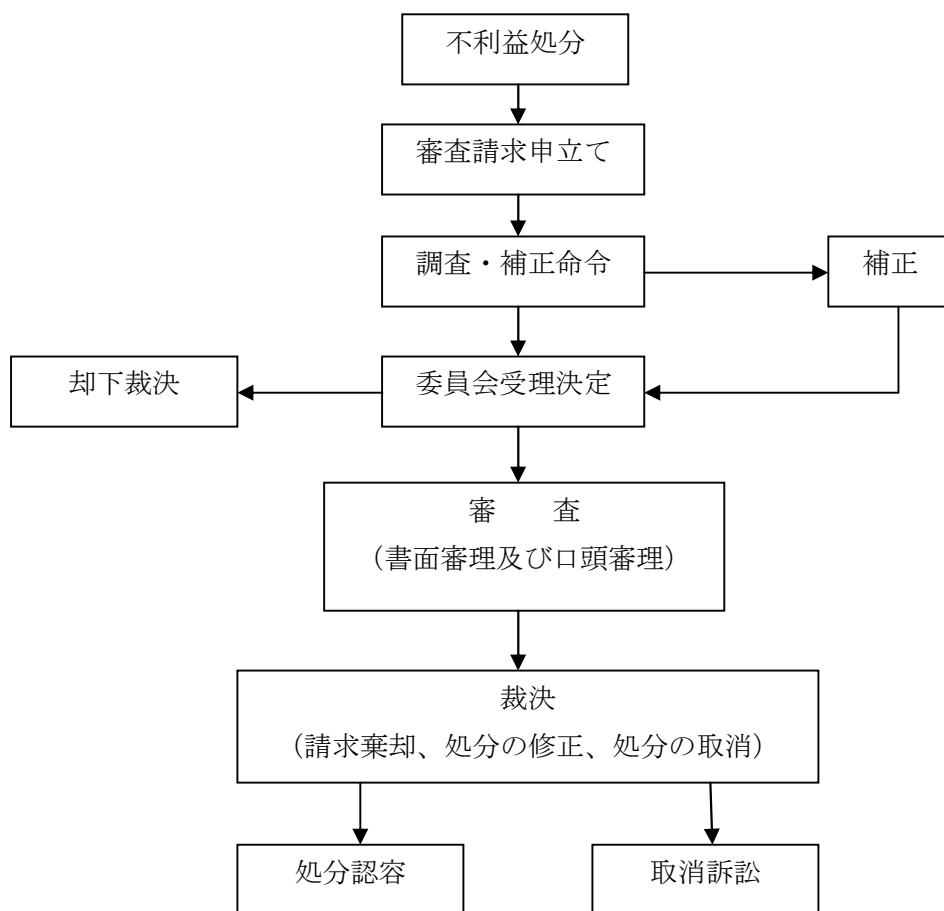 不利益処分
審査請求申立て
調査・補正命令
補正
却下裁決
委員会受理決定
審　　査
（書面審理及び口頭審理）
裁決
（請求棄却、処分の修正、処分の取消）
処分認容
取消訴訟